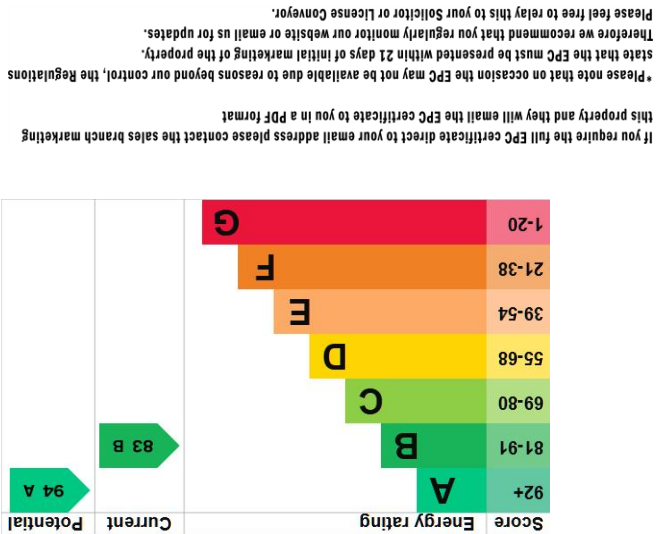 Score Energy rating Current Potential
92+ A 94 A
81-91 B 83 B
69-80 C
55-68 D
39-54 E
21-38 F
1-20 G
If you require the full EPC certificate direct to your email address please contact the sales branch marketing
this property and they will email the EPC certificate to you in a PDF format
*Please note that on occasion the EPC may not be available due to reasons beyond our control, the Regulations
state that the EPC must be presented within 21 days of initial marketing of the property.
Therefore we recommend that you regularly monitor our website or email us for updates.
Please feel free to relay this to your Solicitor or License Conveyor.